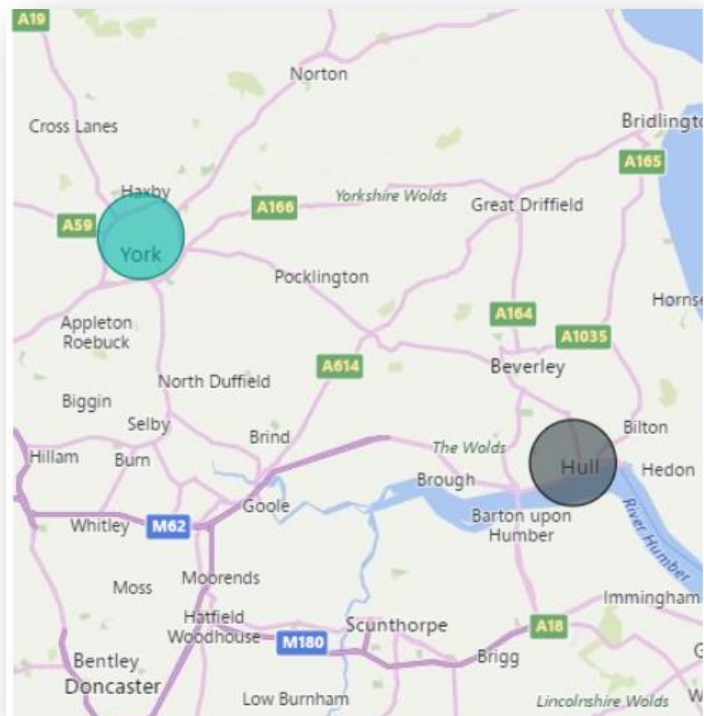 A19
Norton
Cross Lanes
Bridlingto
A165
Haxby
Yorkshire Wolds
A166
Great Driffield
A59
York
Pocklington
Hornse
A164
Appleton
Roebuck
A1035
A614
Beverley
North Duffield
Biggin
Selby
Bilton
Brind
The Wolds
Hillam
Burn
Hull
Hedon
Brough
Goole
Whitley
M62
Barton upon
Humber
River Humber
Moss
Moorends
Immingham
Hatfield
Woodhouse
Scunthorpe
A18
M180
Brigg
G
Bentley
Doncaster
Low Burnham
Lincolnshire Wolds
W